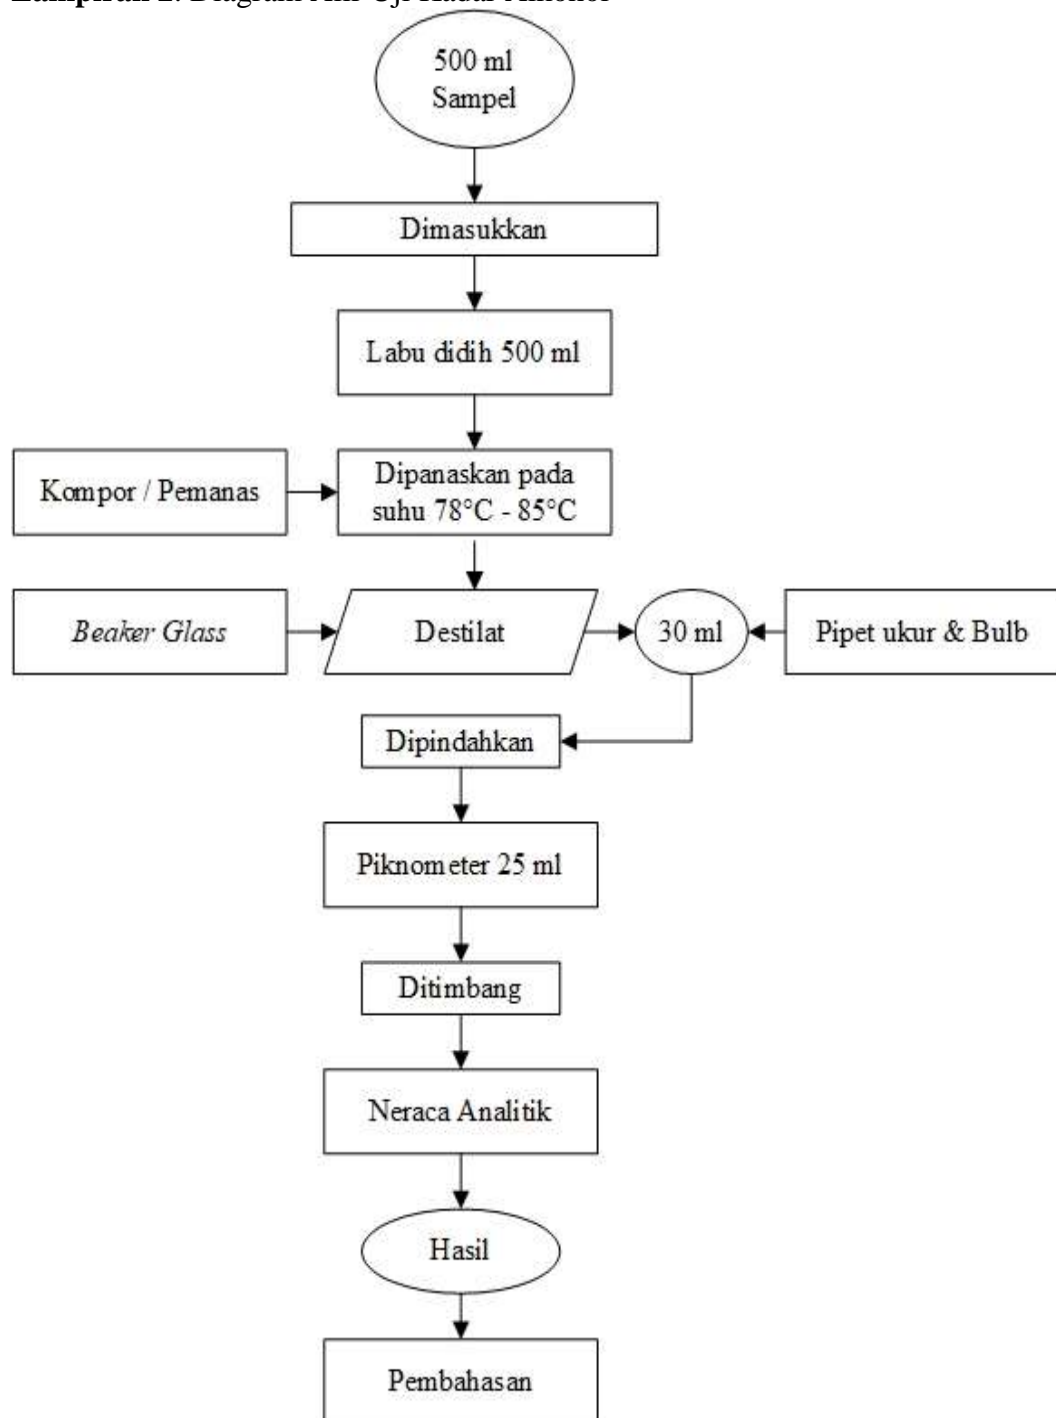 500 ml
Sampel
Dimasukkan
Labu didih 500 ml
Kompor / Pemanas
Dipanaskan pada
suhu 78°C - 85°C
Beaker Glass
Destilat
30 ml
Pipet ukur & Bulb
Dipindahkan
Piknometer 25 ml
Ditimbang
Neraca Analitik
Hasil
Pembahasan